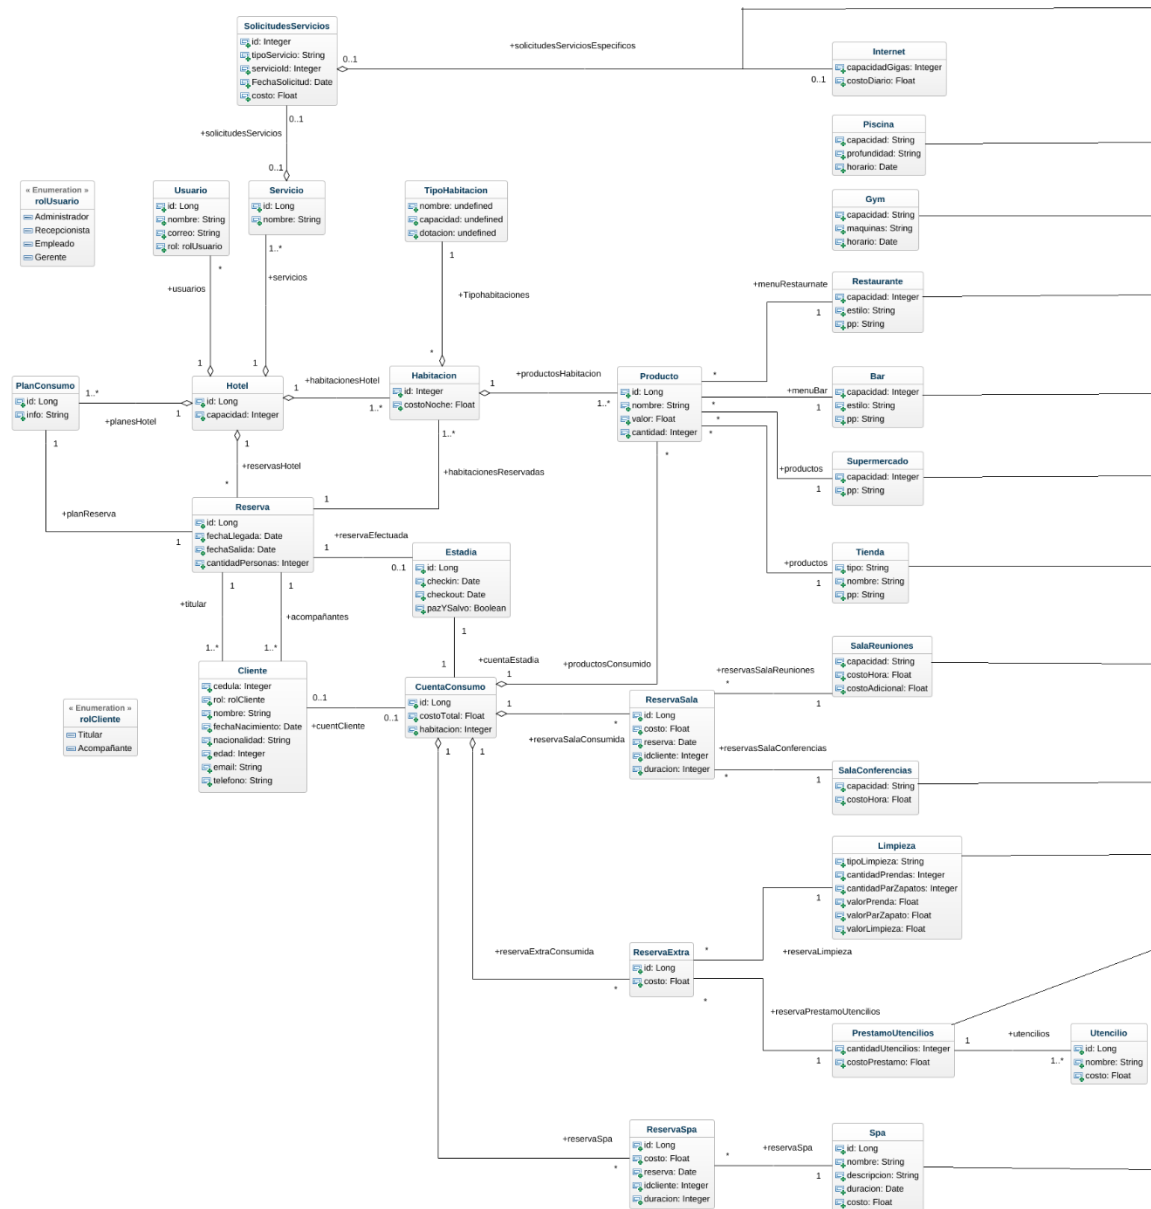 SolicitudesServicios
id: Integer
tipoServicio: String
servicioId: Integer
FechaSolicitud: Date
costo: Float
+solicitudesServiciosEspecificos
0..1
0..1
Internet
capacidadGigas: Integer
costoDiario: Float
0..1
+solicitudesServicios
0..1
Piscina
capacidad: String
profundidad: String
horario: Date
« Enumeration »
rolUsuario
Administrador
Recepcionista
Empleado
Gerente
Usuario
id: Long
nombre: String
correo: String
rol: rolUsuario
*
+usuarios
1
Servicio
id: Long
nombre: String
1..*
+servicios
1
TipoHabitacion
nombre: undefined
capacidad: undefined
dotacion: undefined
1
+Tipohabitaciones
*
Gym
capacidad: String
maquinas: String
horario: Date
Restaurante
capacidad: Integer
estilo: String
pp: String
+menuRestaurnate
1
*
PlanConsumo
id: Long
info: String
1..*
1
+planesHotel
Hotel
id: Long
capacidad: Integer
1
+habitacionesHotel
1..*
Habitacion
id: Integer
costoNoche: Float
1
+productosHabitacion
1..*
Producto
id: Long
nombre: String
valor: Float
cantidad: Integer
*
+menuBar
1
Bar
capacidad: Integer
estilo: String
pp: String
*
+productos
1
Supermercado
capacidad: Integer
pp: String
*
+productos
1
Tienda
tipo: String
nombre: String
pp: String
1
+planReserva
1
1
+reservasHotel
*
1..*
+habitacionesReservadas
1
Reserva
id: Long
fechaLlegada: Date
fechaSalida: Date
cantidadPersonas: Integer
1
+reservaEfectuada
0..1
Estadia
id: Long
checkin: Date
checkout: Date
pazYSalvo: Boolean
1
+titular
1..*
1
+acompañantes
1..*
1
+cuentaEstadia
1
*
+productosConsumido
1
Cliente
cedula: Integer
rol: rolCliente
nombre: String
fechaNacimiento: Date
nacionalidad: String
edad: Integer
email: String
telefono: String
« Enumeration »
rolCliente
Titular
Acompañante
0..1
+cuentCliente
0..1
CuentaConsumo
id: Long
costoTotal: Float
habitacion: Integer
1
+reservaSalaConsumida
*
ReservaSala
id: Long
costo: Float
reserva: Date
idcliente: Integer
duracion: Integer
+reservasSalaReuniones
*
1
SalaReuniones
capacidad: String
costoHora: Float
costoAdicional: Float
+reservasSalaConferencias
*
1
SalaConferencias
capacidad: String
costoHora: Float
1
1
Limpieza
tipoLimpieza: String
cantidadPrendas: Integer
cantidadParZapatos: Integer
valorPrenda: Float
valorParZapato: Float
valorLimpieza: Float
1
+reservaExtraConsumida
*
ReservaExtra
id: Long
costo: Float
*
+reservaLimpieza
*
+reservaPrestamoUtencilios
1
PrestamoUtencilios
cantidadUtencilios: Integer
costoPrestamo: Float
1
+utencilios
1..*
Utencilio
id: Long
nombre: String
costo: Float
+reservaSpa
*
ReservaSpa
id: Long
costo: Float
reserva: Date
idcliente: Integer
duracion: Integer
*
+reservaSpa
1
Spa
id: Long
nombre: String
descripcion: String
duracion: Date
costo: Float